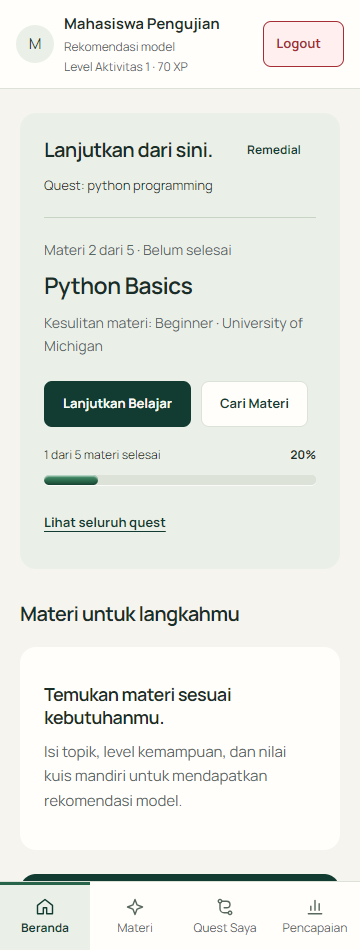 M
Mahasiswa Pengujian
Rekomendasi model
Level Aktivitas 1 · 70 XP
Logout
Lanjutkan dari sini.
Remedial
Quest: python programming
Materi 2 dari 5 · Belum selesai
Python Basics
Kesulitan materi: Beginner · University of
Michigan
Lanjutkan Belajar
Cari Materi
1 dari 5 materi selesai
20%
Lihat seluruh quest
Materi untuk langkahmu
Temukan materi sesuai
kebutuhanmu.
Isi topik, level kemampuan, dan nilai
kuis mandiri untuk mendapatkan
rekomendasi model.
Beranda
Materi
Quest Saya
Pencapaian